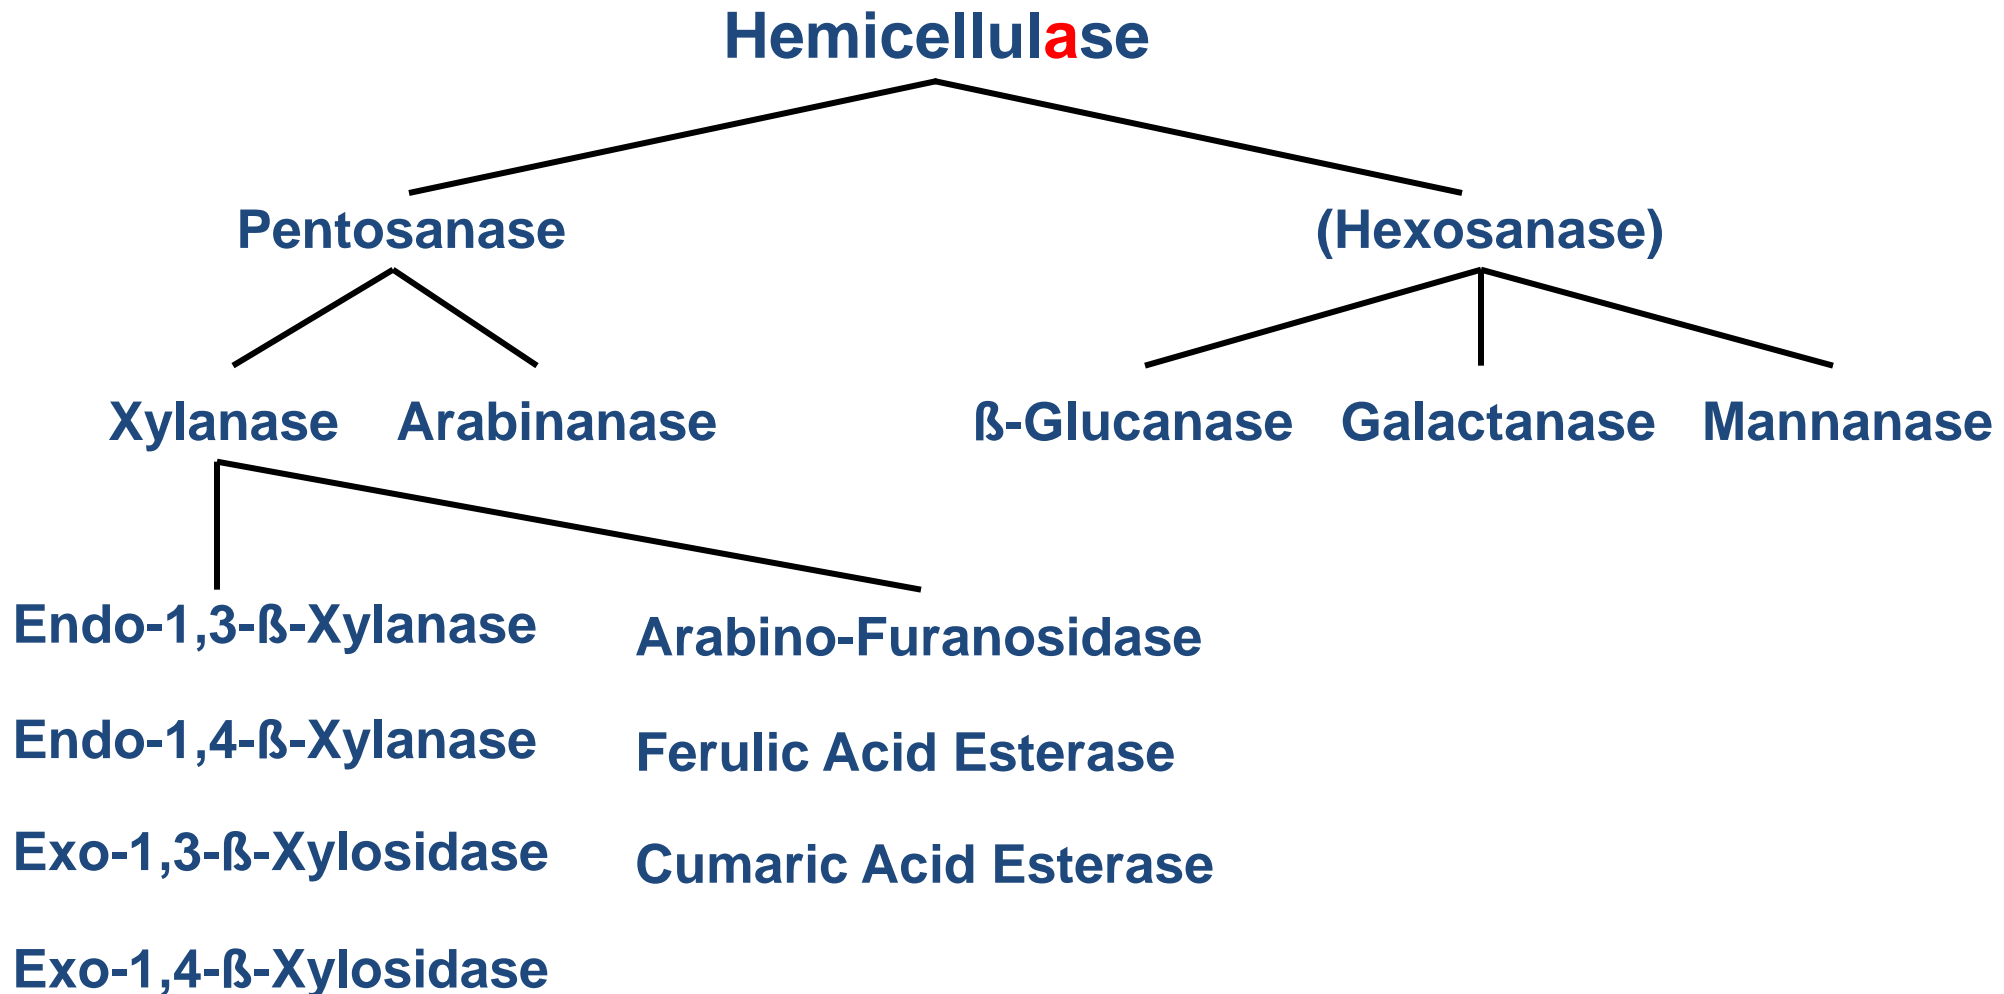 Hemicellulase
Pentosanase
(Hexosanase)
Xylanase
Arabinanase
ß-Glucanase
Galactanase
Mannanase
Endo-1,3-ß-Xylanase
Arabino-Furanosidase
Endo-1,4-ß-Xylanase
Ferulic Acid Esterase
Exo-1,3-ß-Xylosidase
Cumaric Acid Esterase
Exo-1,4-ß-Xylosidase